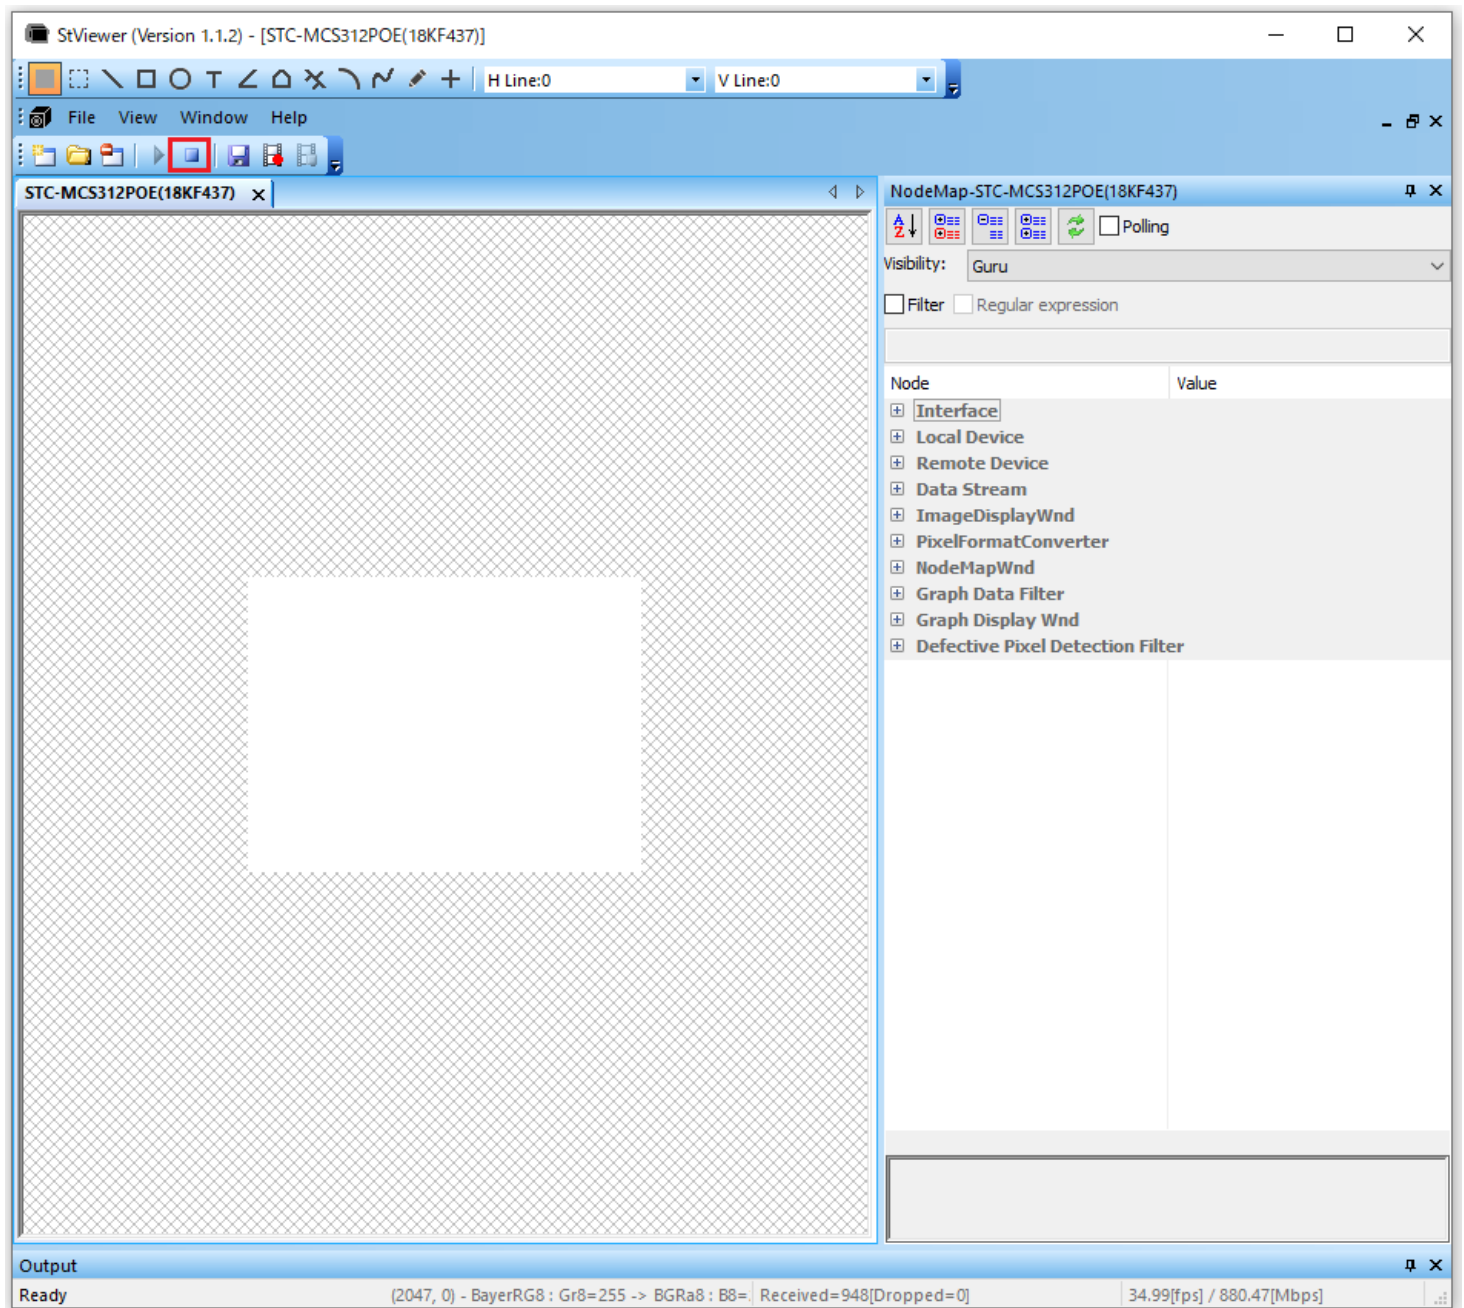 StViewer (Version 1.1.2) - [STC-MCS312POE(18KF437)]
H Line:0 V Line:0
File View Window Help
STC-MCS312POE(18KF437)
NodeMap-STC-MCS312POE(18KF437)
Polling
Visibility: Guru
Filter Regular expression
Node Value
Interface
Local Device
Remote Device
Data Stream
ImageDisplayWnd
PixelFormatConverter
NodeMapWnd
Graph Data Filter
Graph Display Wnd
Defective Pixel Detection Filter
Output
Ready (2047, 0) - BayerRG8 : Gr8=255 -> BGRa8 : B8=. Received=948[Dropped=0] 34.99[fps] / 880.47[Mbps]